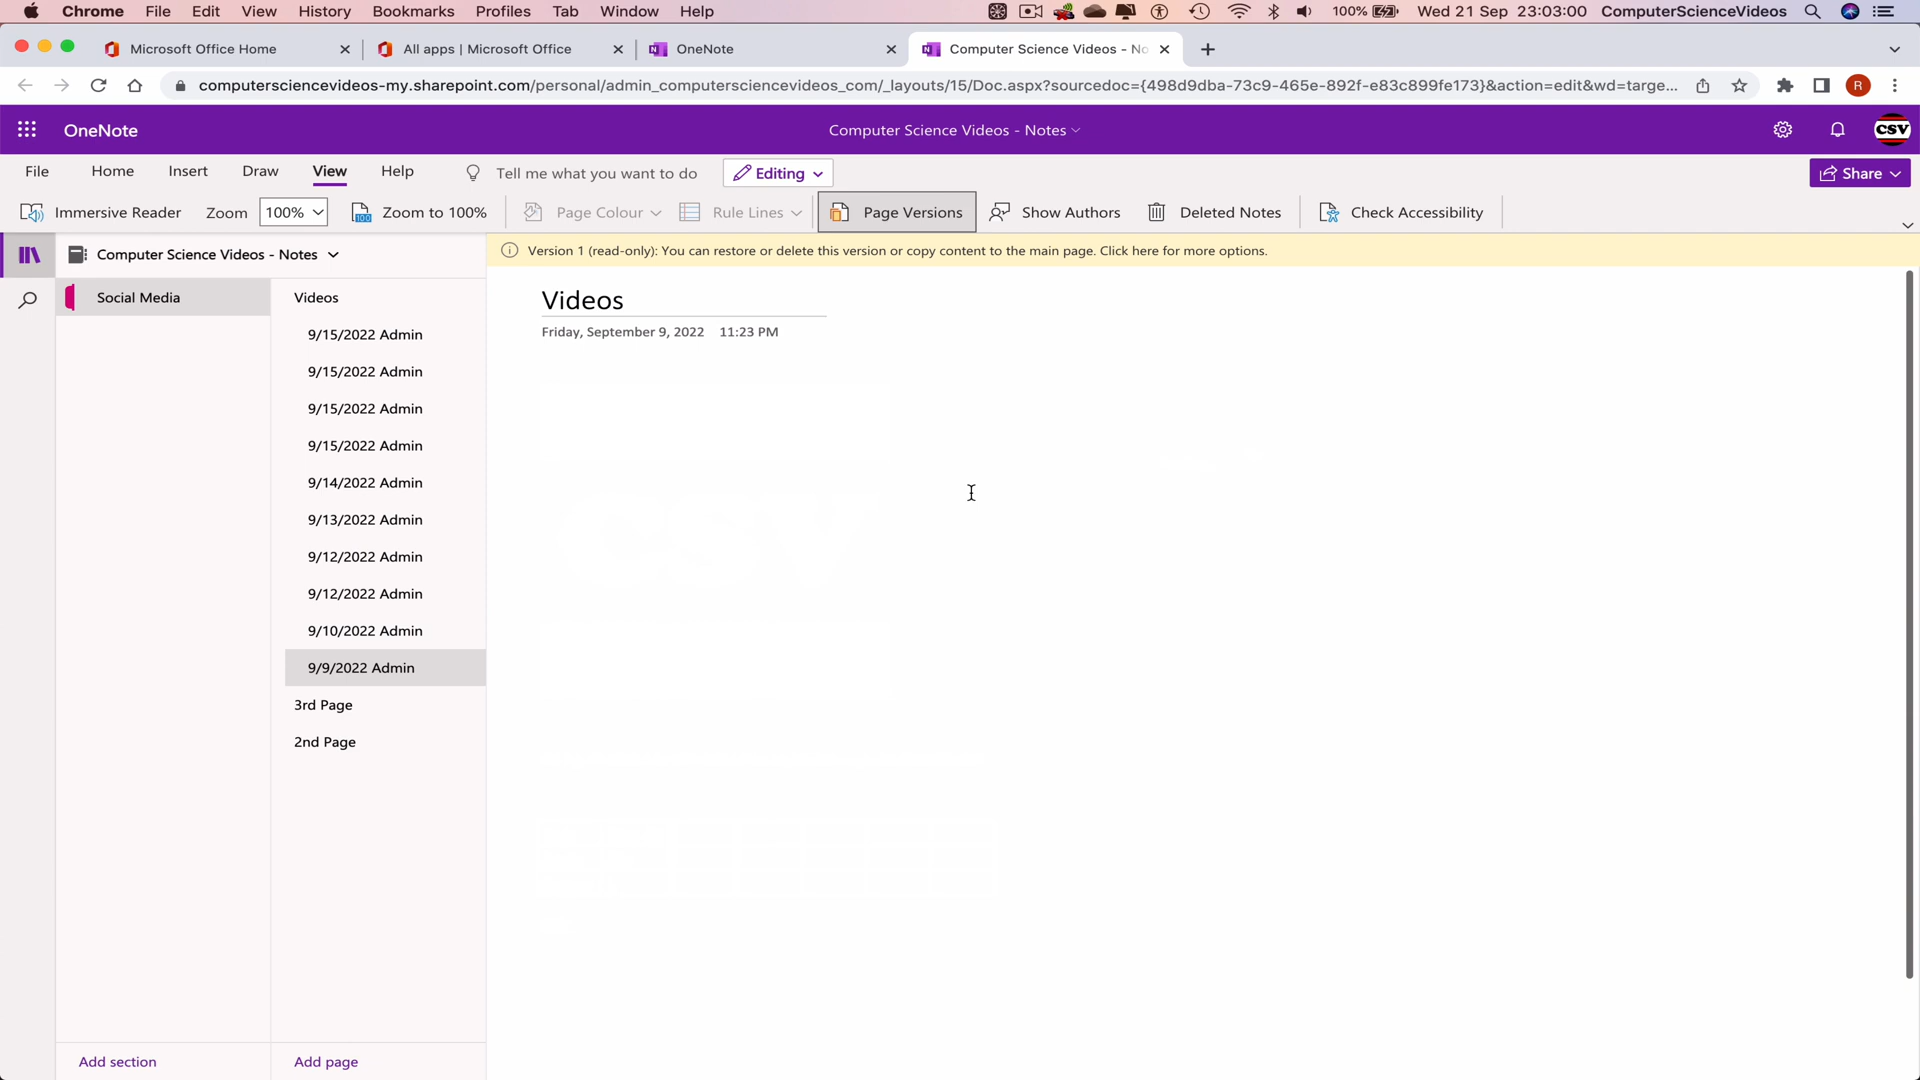 Chrome File Edit View History Bookmarks Profiles Tab Window Help 100% Wed 21 Sep 23:03:00 ComputerScienceVideos
Microsoft Office Home All apps | Microsoft Office OneNote Computer Science Videos - No
computersciencevideos-my.sharepoint.com/personal/admin_computersciencevideos_com/_layouts/15/Doc.aspx?sourcedoc={498d9dba-73c9-465e-892f-e83c899fe173}&action=edit&wd=targe... R
OneNote Computer Science Videos - Notes CSV
File Home Insert Draw View Help Tell me what you want to do Editing Share
Immersive Reader Zoom 100% 100 Zoom to 100% Page Colour Rule Lines Page Versions Show Authors Deleted Notes Check Accessibility
Computer Science Videos - Notes
Version 1 (read-only): You can restore or delete this version or copy content to the main page. Click here for more options.
Social Media
Videos
9/15/2022 Admin
9/15/2022 Admin
9/15/2022 Admin
9/15/2022 Admin
9/14/2022 Admin
9/13/2022 Admin
9/12/2022 Admin
9/12/2022 Admin
9/10/2022 Admin
9/9/2022 Admin
3rd Page
2nd Page
Videos
Friday, September 9, 2022 11:23 PM
Add section
Add page